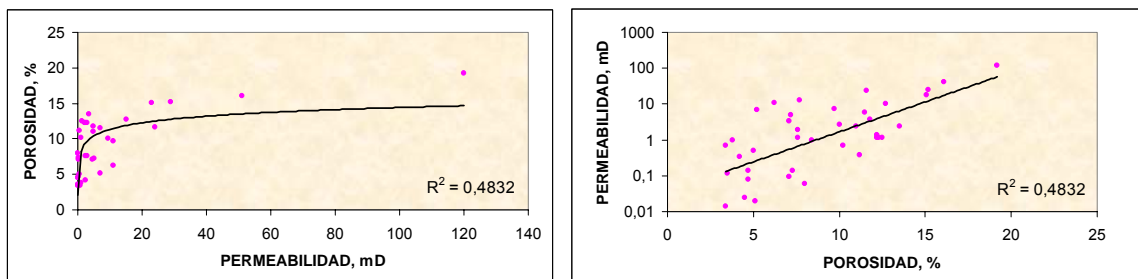 25
20
15
10
5
0
POROSIDAD, %
0 20 40 60 80 100 120 140
PERMEABILIDAD, mD
R² = 0,4832
1000
100
10
1
0,1
0,01
PERMEABILIDAD, mD
0 5 10 15 20 25
POROSIDAD, %
R² = 0,4832